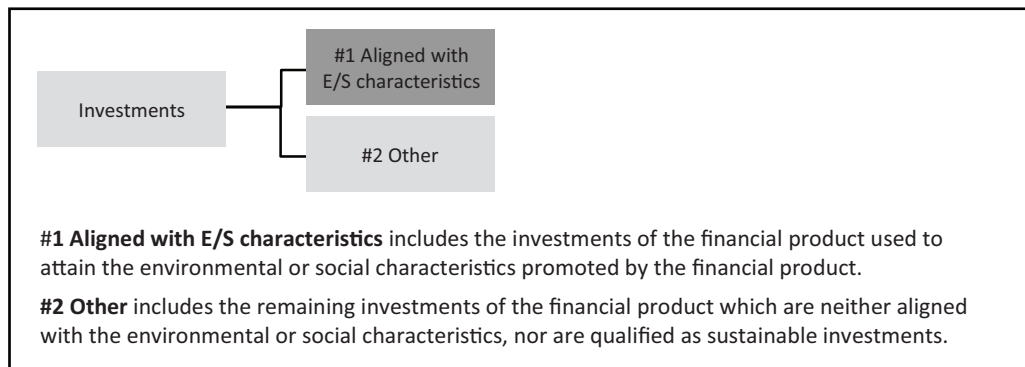 #1 Aligned with
E/S characteristics
Investments
#2 Other
#1 Aligned with E/S characteristics includes the investments of the financial product used to
attain the environmental or social characteristics promoted by the financial product.
#2 Other includes the remaining investments of the financial product which are neither aligned
with the environmental or social characteristics, nor are qualified as sustainable investments.